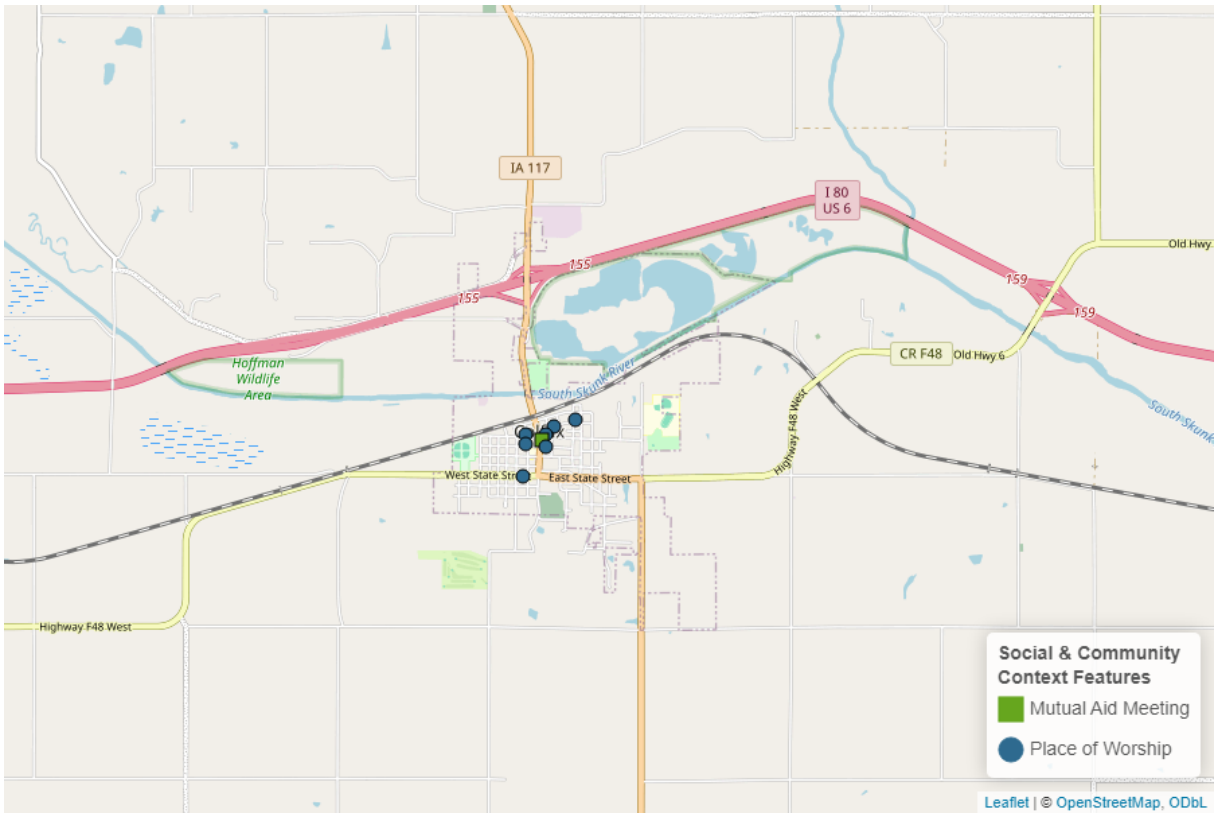 IA 117
I 80
US 6
Old Hwy
155
155
159
159
Hoffman
Wildlife
Area
CR F48
Old Hwy 6
South Skunk River
South Skunk
Highway F48 West
West State
East State Street
Highway F48 West
Social & Community
Context Features
Mutual Aid Meeting
Place of Worship
Leaflet | © OpenStreetMap, ODbL